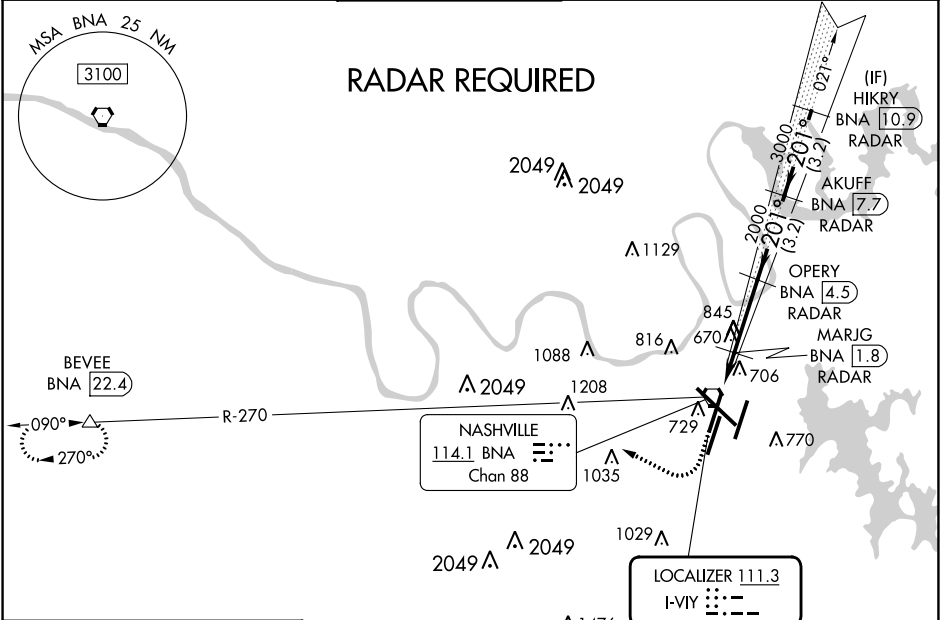 MSA BNA 25 NM
3100
RADAR REQUIRED
021°
(IF)
HIKRY
BNA 10.9
RADAR
3000
201°
(3.2)
AKUFF
BNA 7.7
RADAR
2000
201°
(3.2)
OPERY
BNA 4.5
RADAR
MARJG
BNA 1.8
RADAR
2049
2049
1129
845
670
816
706
1088
BEVEE
BNA 22.4
2049
1208
090°
R-270
270°
729
770
NASHVILLE
114.1 BNA
Chan 88
1035
1029
2049
2049
LOCALIZER 111.3
I-VIY